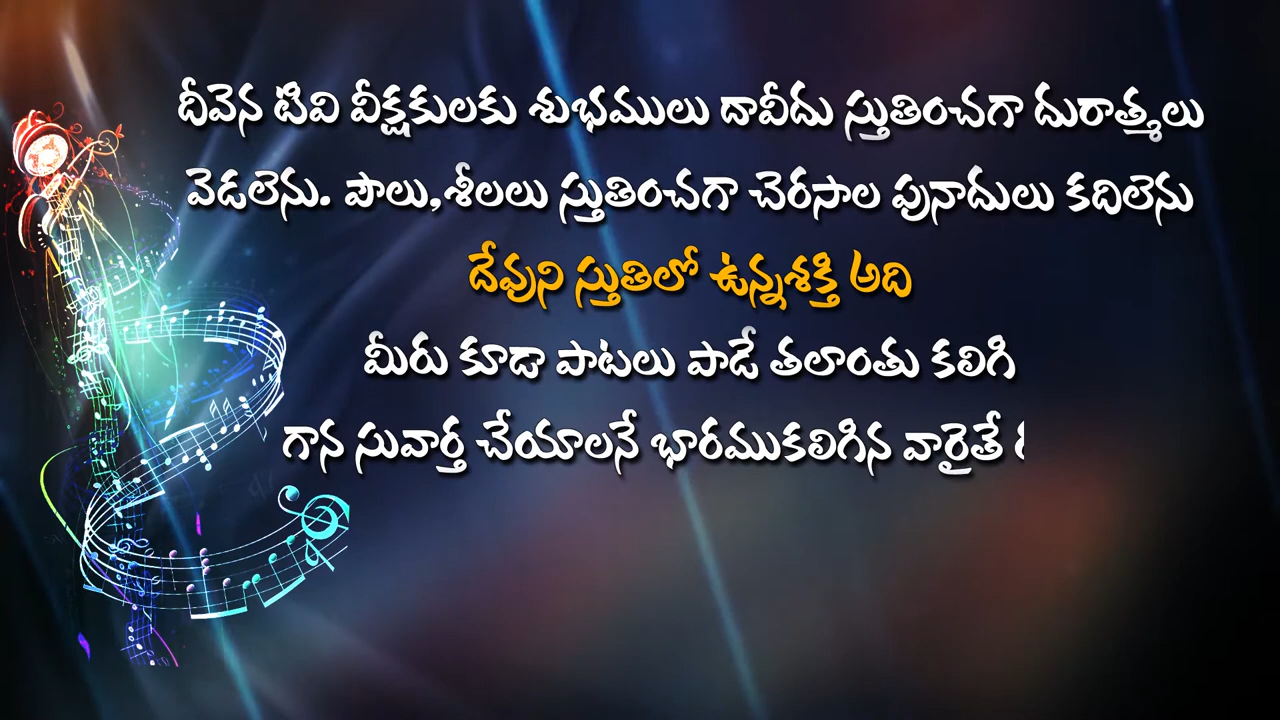 దీవెన టివి వీక్షకులకు శుభములు దావీదు స్తుతించగా దురాత్మలు
వెడలెను. పౌలు,శీలలు స్తుతించగా చెరసాల పునాదులు కదిలెను
దేవుని స్తుతిలో ఉన్నశక్తి అది
మీరు కూడా పాటలు పాడే తలాంతు కలిగి
గాన సువార్త చేయాలనే భారముకలిగిన వారైతే